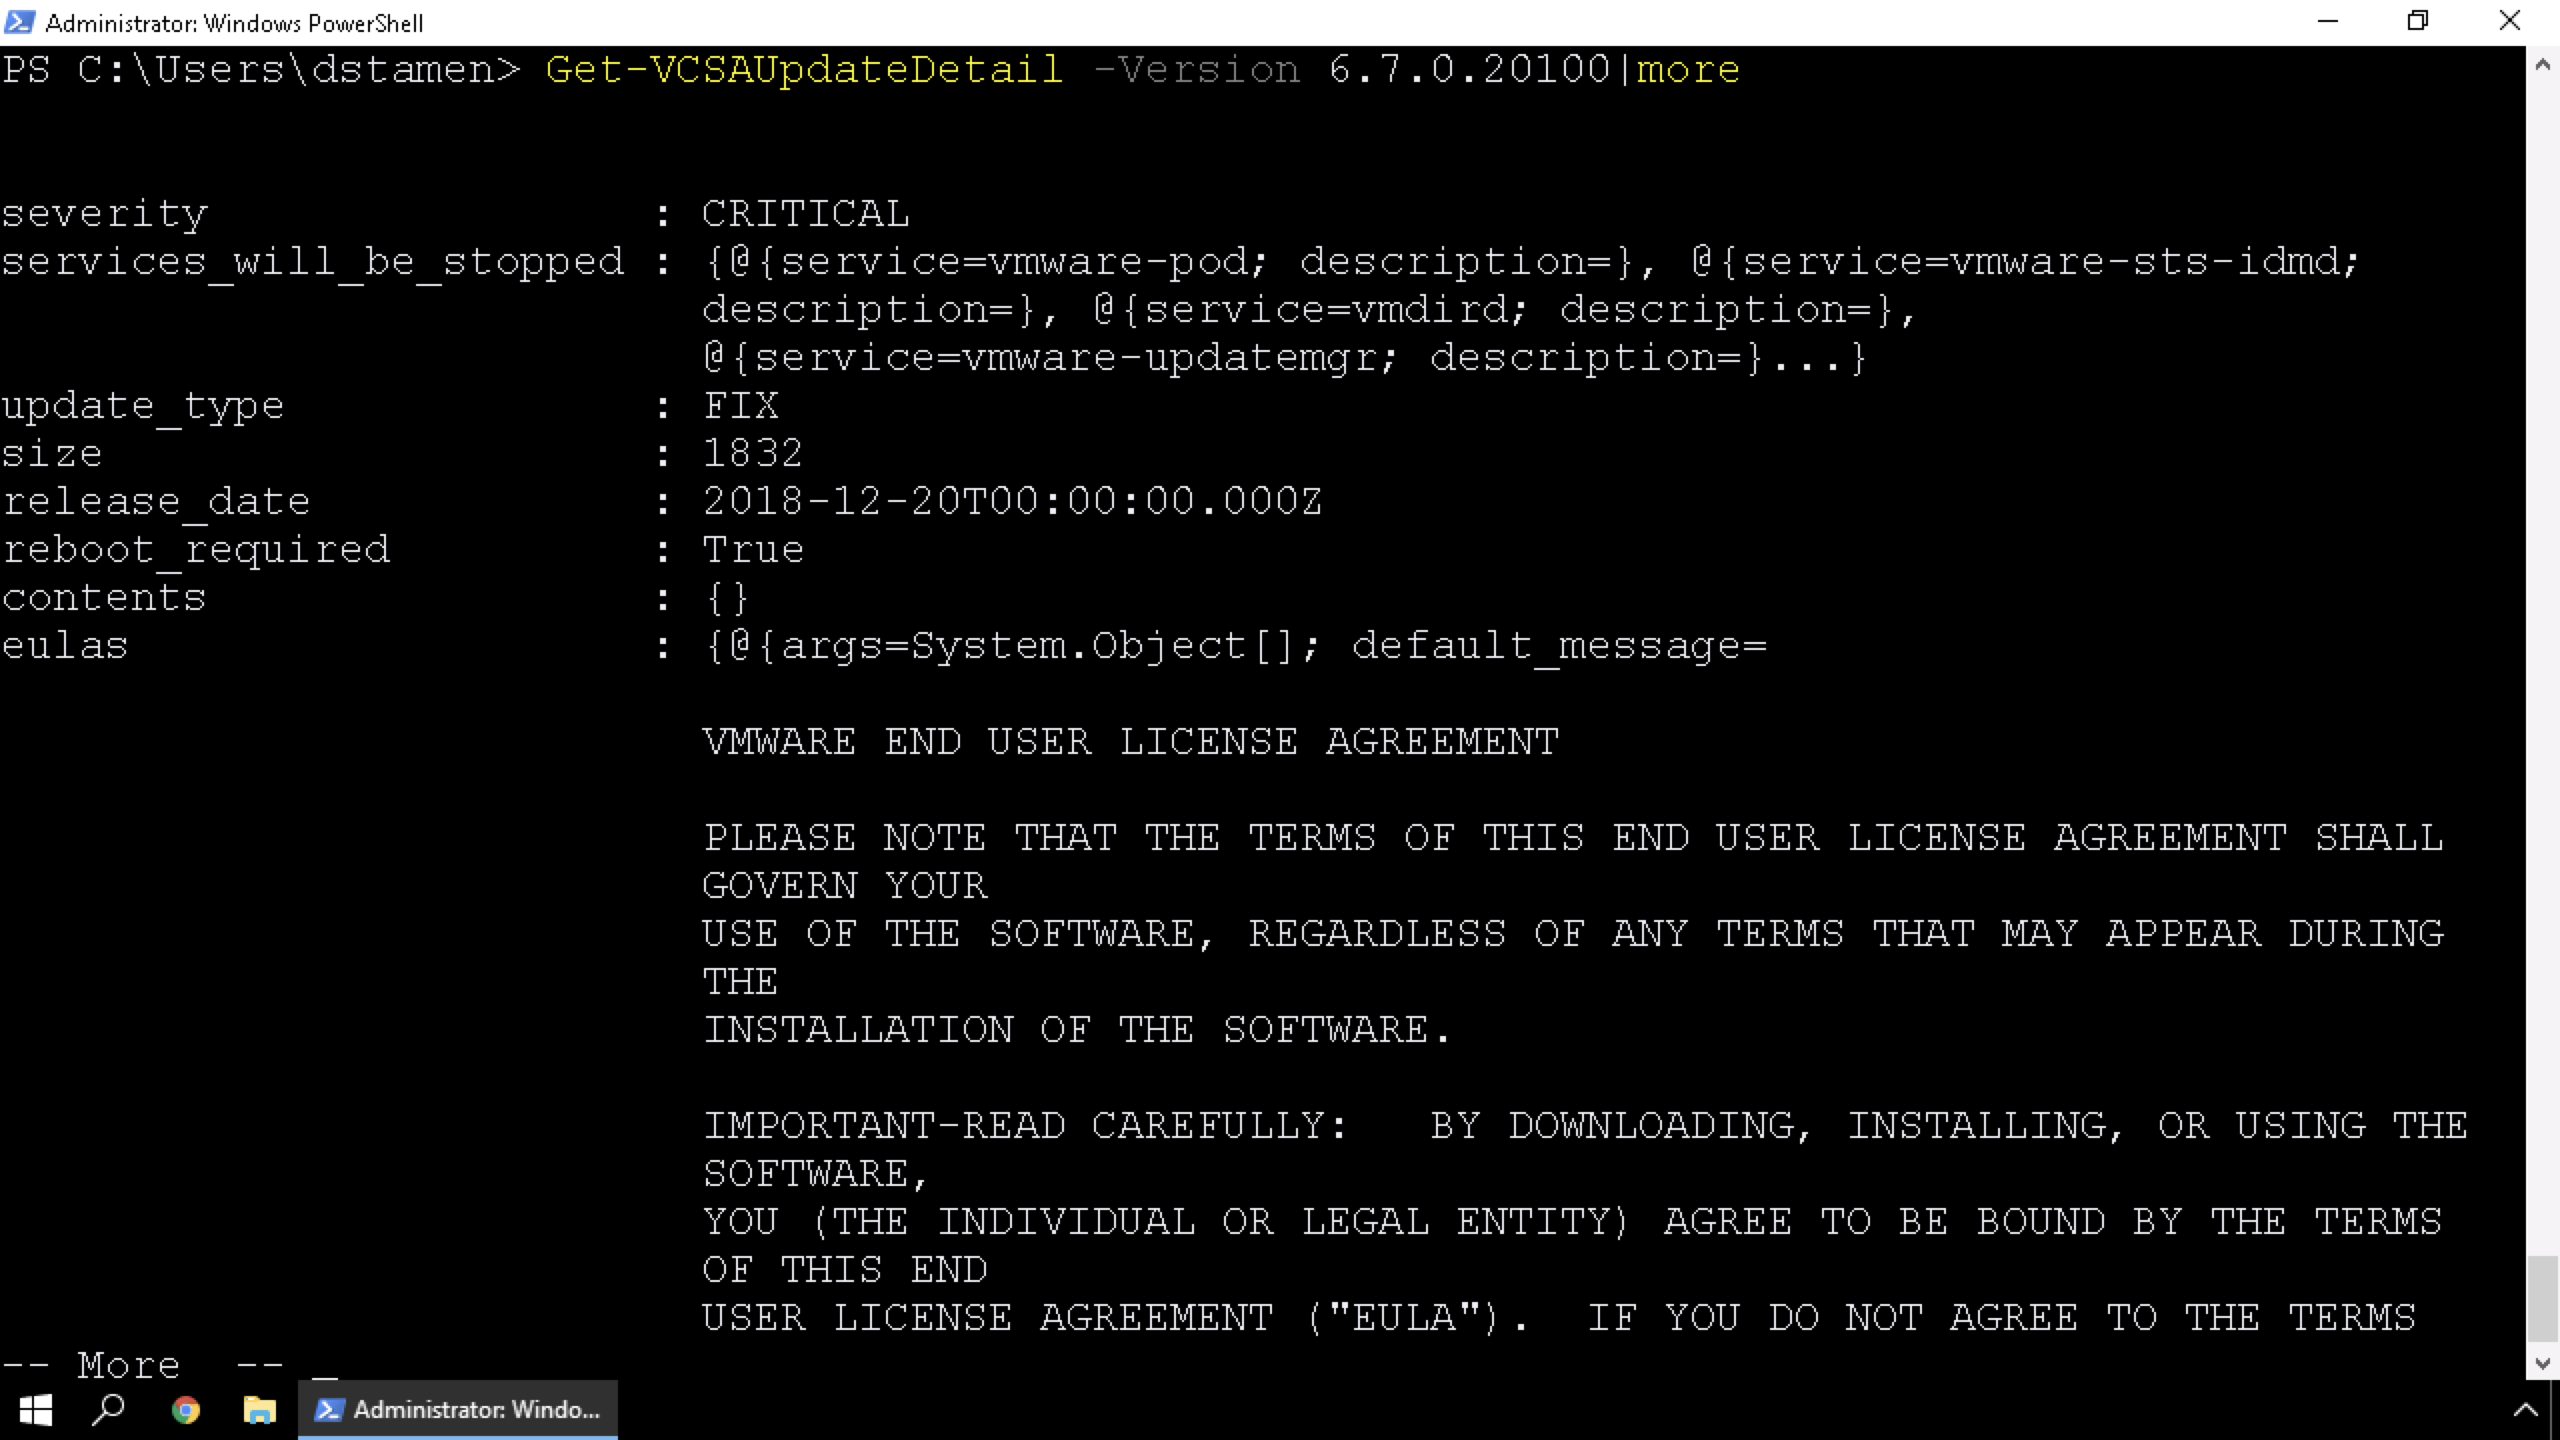 Administrator: Windows PowerShell
PS C:\Users\dstamen> Get-VCSAUpdateDetail -Version 6.7.0.20100|more
severity : CRITICAL
services_will_be_stopped : {@{service=vmware-pod; description=}, @{service=vmware-sts-idmd;
description=}, @{service=vmdird; description=},
@{service=vmware-updatemgr; description=}...}
update_type : FIX
size : 1832
release_date : 2018-12-20T00:00:00.000Z
reboot_required : True
contents : {}
eulas : {@{args=System.Object[]; default_message=
VMWARE END USER LICENSE AGREEMENT
PLEASE NOTE THAT THE TERMS OF THIS END USER LICENSE AGREEMENT SHALL
GOVERN YOUR
USE OF THE SOFTWARE, REGARDLESS OF ANY TERMS THAT MAY APPEAR DURING
THE
INSTALLATION OF THE SOFTWARE.
IMPORTANT-READ CAREFULLY:   BY DOWNLOADING, INSTALLING, OR USING THE
SOFTWARE,
YOU (THE INDIVIDUAL OR LEGAL ENTITY) AGREE TO BE BOUND BY THE TERMS
OF THIS END
USER LICENSE AGREEMENT ("EULA").  IF YOU DO NOT AGREE TO THE TERMS
-- More  -- _
Administrator: Windo...